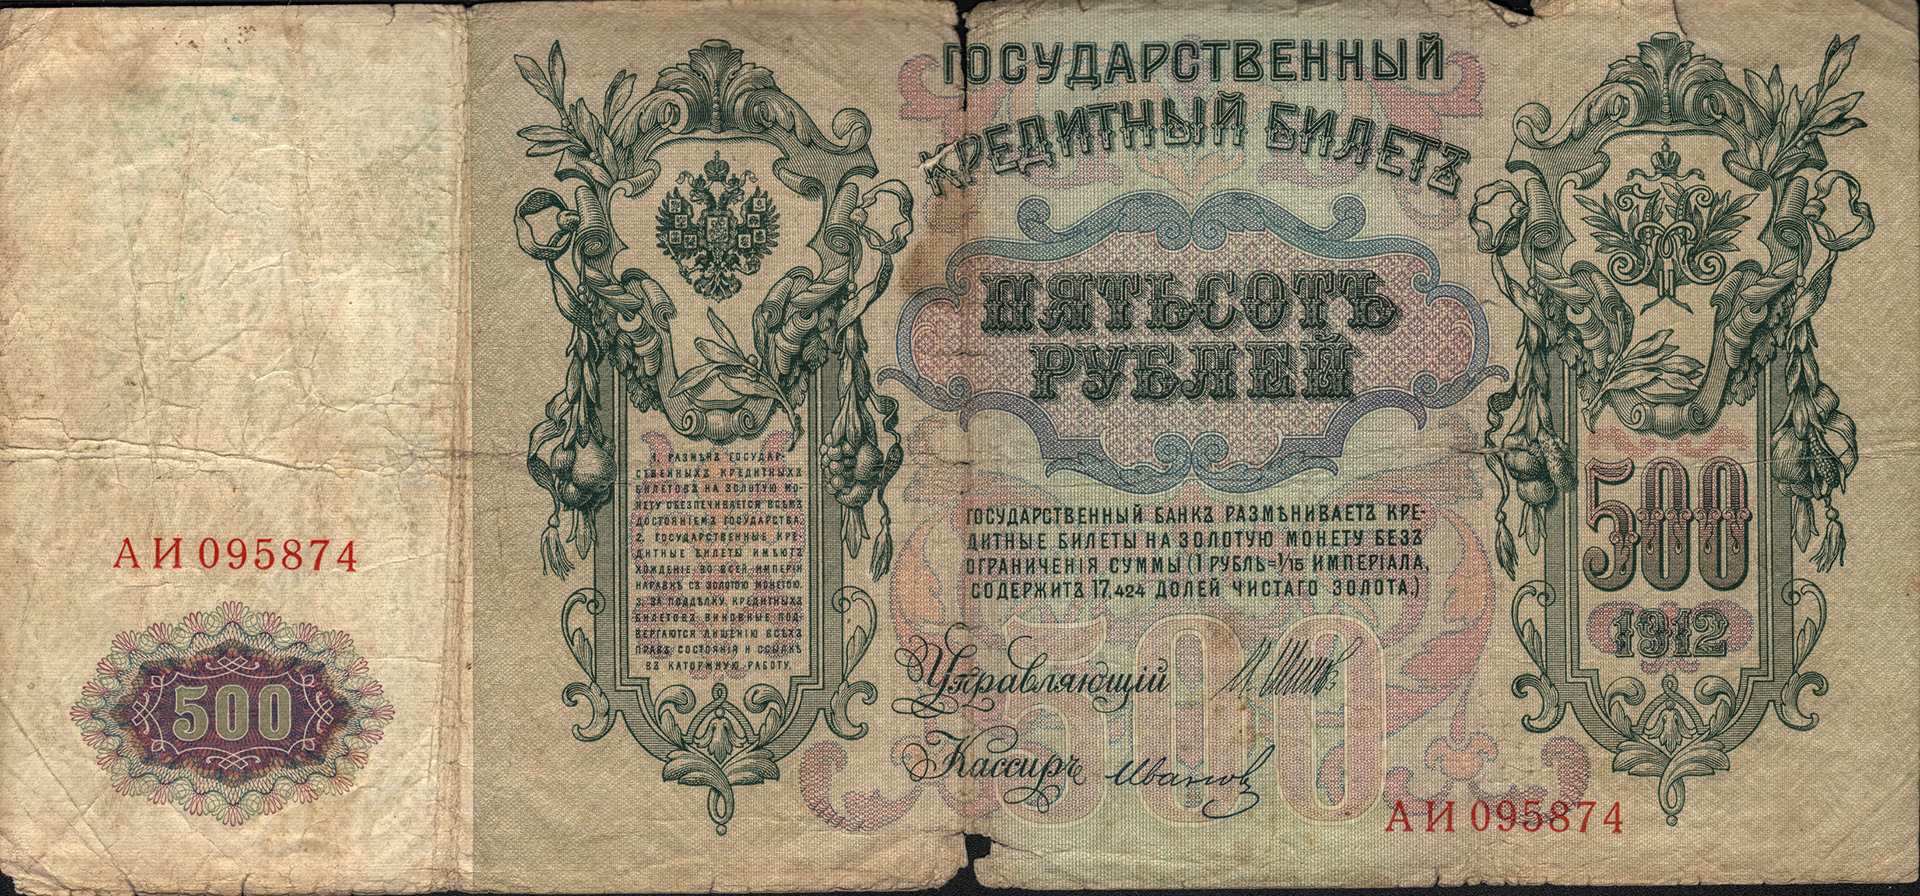 ГОСУДАРСТВЕННЫЙ
КРЕДИТНЫЙ БИЛЕТЪ
ПЯТЬСОТЪ
РУБЛЕЙ
1. РАЗМѢНЪ ГОСУДАР-
СТВЕННЫХЪ КРЕДИТНЫХЪ
БИЛЕТОВЪ НА ЗОЛОТУЮ МО-
НЕТУ ОБЕЗПЕЧИВАЕТСЯ ВСѢМЪ
ДОСТОЯНІЕМЪ ГОСУДАРСТВА.
2. ГОСУДАРСТВЕННЫЕ КРЕ-
ДИТНЫЕ БИЛЕТЫ ИМѢЮТЪ
ХОЖДЕНІЕ ВО ВСЕЙ ИМПЕРІИ
НАРАВНѢ СЪ ЗОЛОТОЮ МОНЕТОЮ.
3. ЗА ПОДДѢЛКУ КРЕДИТНЫХЪ
БИЛЕТОВЪ ВИНОВНЫЕ ПОД-
ВЕРГАЮТСЯ ЛИШЕНІЮ ВСѢХЪ
ПРАВЪ СОСТОЯНІЯ И ССЫЛКѢ
ВЪ КАТОРЖНУЮ РАБОТУ.
ГОСУДАРСТВЕННЫЙ БАНКЪ РАЗМѢНИВАЕТЪ КРЕ-
ДИТНЫЕ БИЛЕТЫ НА ЗОЛОТУЮ МОНЕТУ БЕЗЪ
ОГРАНИЧЕНІЯ СУММЫ (1 РУБЛЬ=1/15 ИМПЕРІАЛА,
СОДЕРЖИТЪ 17,424 ДОЛЕЙ ЧИСТАГО ЗОЛОТА.)
500
1912
АИ 095874
500
Управляющій И. Шиповъ
Кассиръ Ивановъ
500
АИ 095874